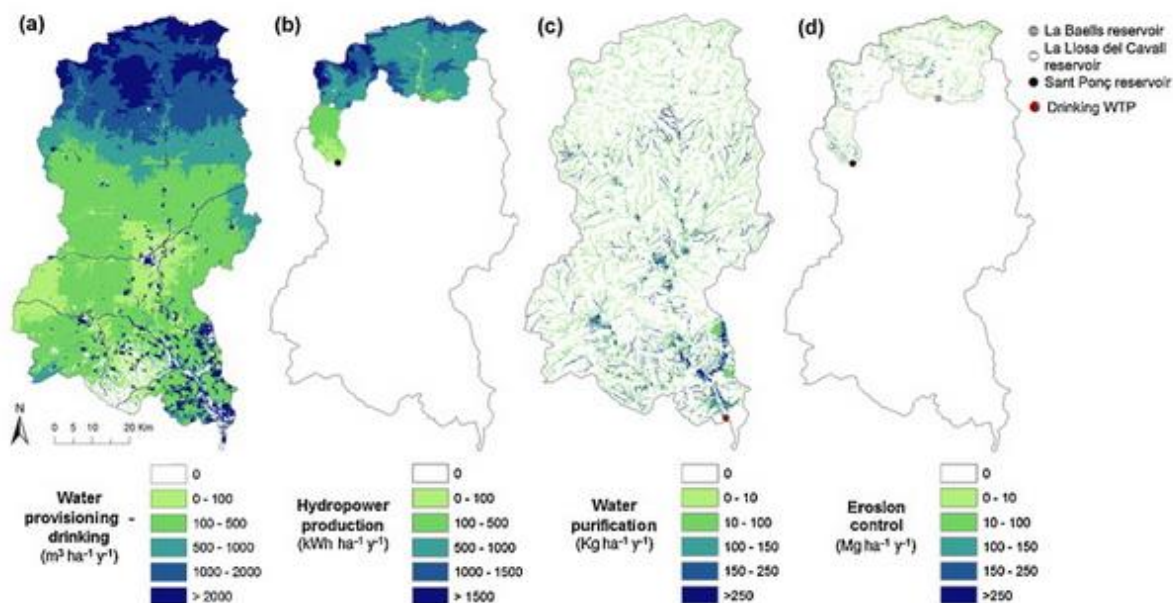 (a)
(b)
(c)
(d)
La Baells reservoir
La Llosa del Cavall
reservoir
Sant Ponç reservoir
Drinking WTP
N
0 5 10 20 Km
Water
provisioning -
drinking
(m³ ha⁻¹ y⁻¹)
0
0 - 100
100 - 500
500 - 1000
1000 - 2000
> 2000
Hydropower
production
(kWh ha⁻¹ y⁻¹)
0
0 - 100
100 - 500
500 - 1000
1000 - 1500
> 1500
Water
purification
(Kg ha⁻¹ y⁻¹)
0
0 - 10
10 - 100
100 - 150
150 - 250
>250
Erosion
control
(Mg ha⁻¹ y⁻¹)
0
0 - 10
10 - 100
100 - 150
150 - 250
>250